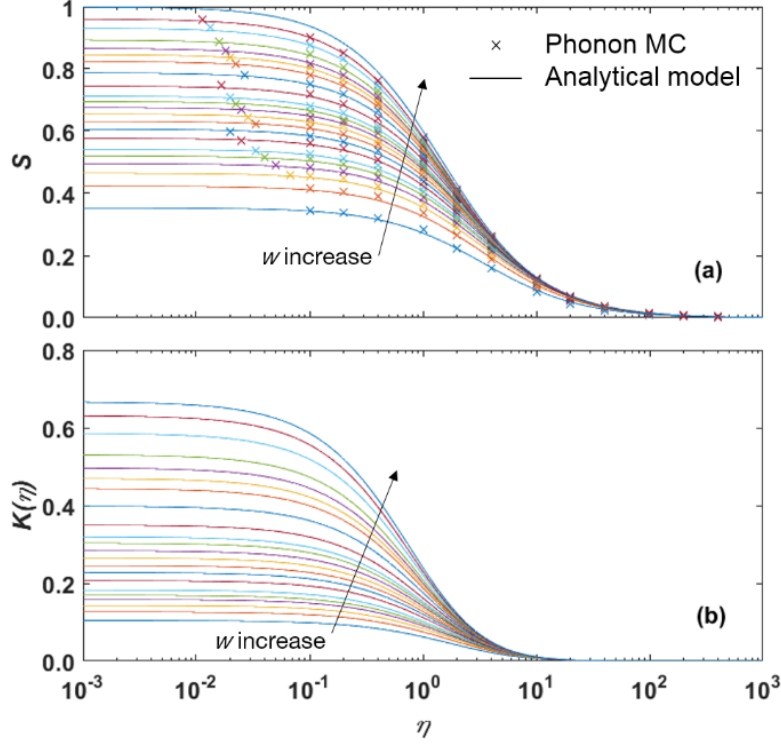 1
0.8
0.6
0.4
0.2
0.0
S
× Phonon MC
Analytical model
w increase
(a)
0.8
0.6
0.4
0.2
0.0
K(η)
w increase
(b)
10⁻³ 10⁻² 10⁻¹ 10⁰ 10¹ 10² 10³
η